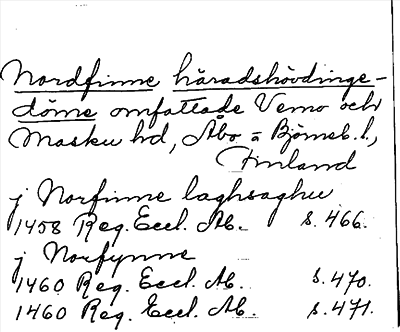 Nordfinne häradshövdinge-
döme omfattade Vemo och
Masku hd, Åbo = Björneb. l.,
Finland
j Norfinne laghsaghu
1458 Reg. Eccl. Ab. s. 466.
j Norfynne
1460 Reg. Eccl. Ab. s. 470.
1460 Reg. Eccl. Ab. s. 471.